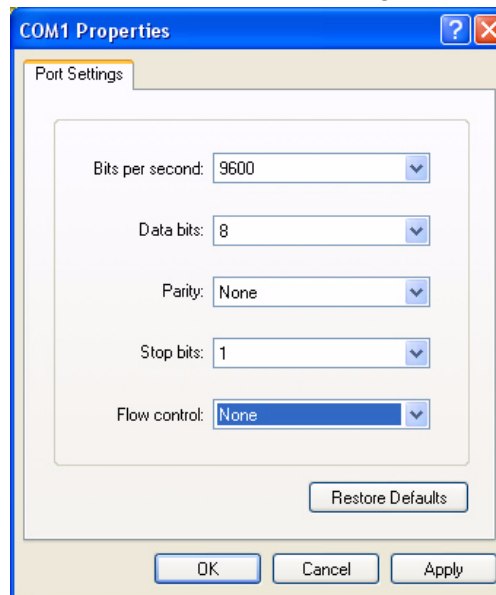 COM1 Properties
Port Settings
Bits per second: 9600
Data bits: 8
Parity: None
Stop bits: 1
Flow control: None
Restore Defaults
OK Cancel Apply